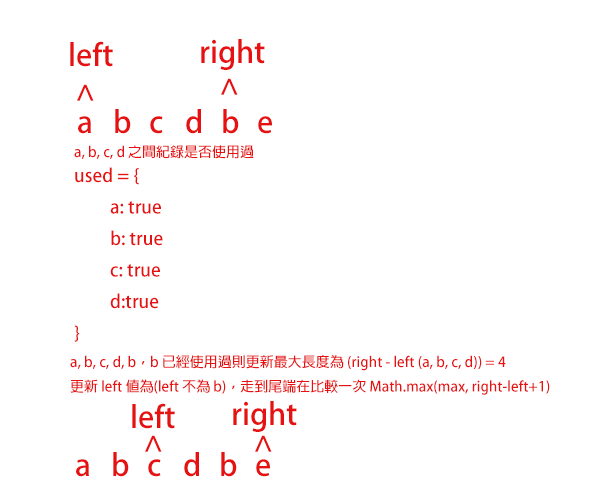 left right
^ ^
a b c d b e
a, b, c, d 之間紀錄是否使用過
used = {
a: true
b: true
c: true
d:true
}
a, b, c, d, b，b 已經使用過則更新最大長度為 (right - left (a, b, c, d)) = 4
更新 left 值為(left 不為 b)，走到尾端在比較一次 Math.max(max, right-left+1)
left right
^ ^
a b c d b e